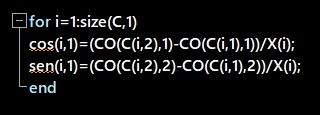 for i=1:size(C,1)
cos(i,1)=(CO(C(i,2),1)-CO(C(i,1),1))/X(i);
sen(i,1)=(CO(C(i,2),2)-CO(C(i,1),2))/X(i);
end